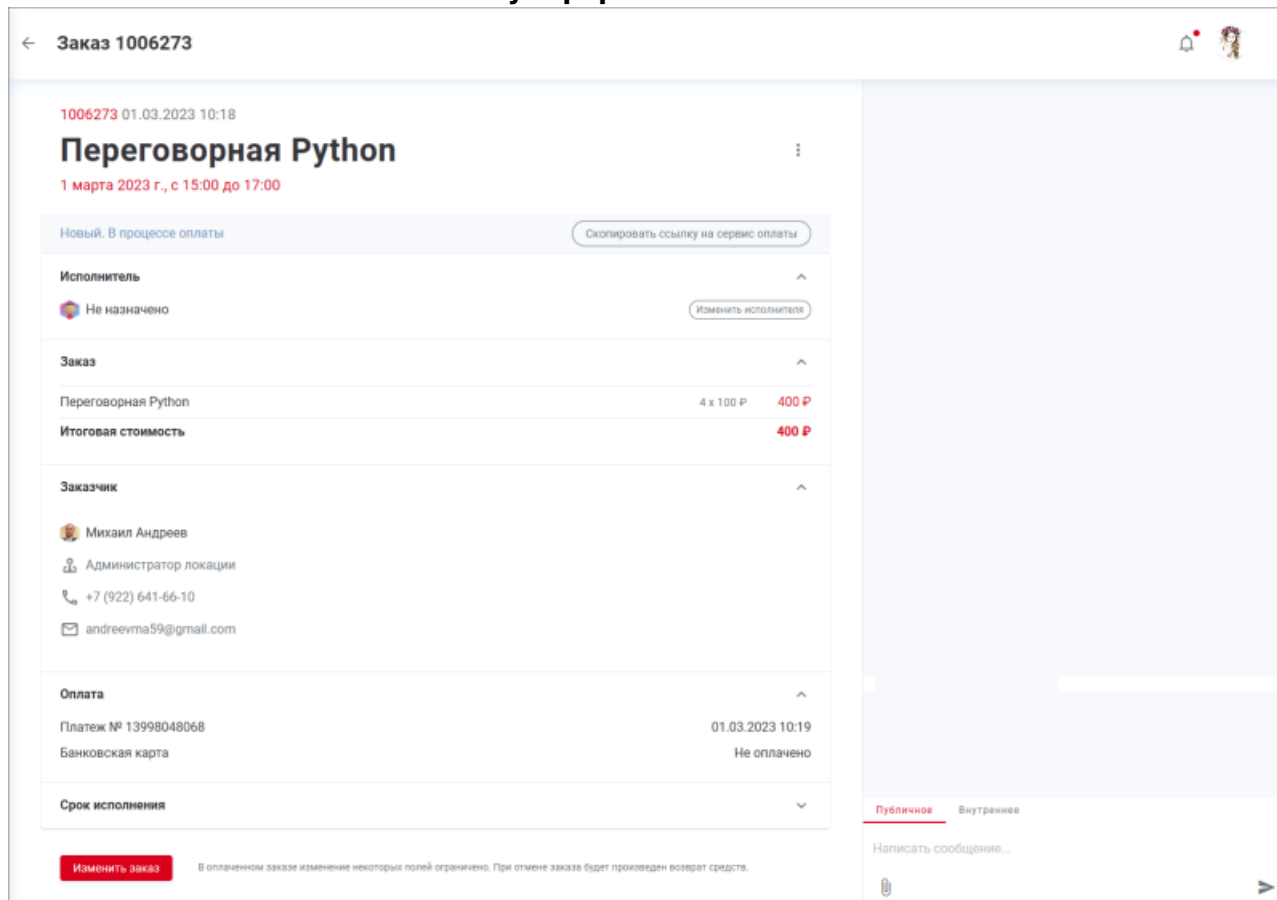 Заказ 1006273
1006273 01.03.2023 10:18
Переговорная Python
1 марта 2023 г., с 15:00 до 17:00
Новый. В процессе оплаты
Скопировать ссылку на сервис оплаты
Исполнитель
Не назначено
Изменить исполнителя
Заказ
Переговорная Python 4 x 100 ₽ 400 ₽
Итоговая стоимость 400 ₽
Заказчик
Михаил Андреев
Администратор локации
+7 (922) 641-66-10
andreevma59@gmail.com
Оплата
Платеж № 13998048068 01.03.2023 10:19
Банковская карта Не оплачено
Срок исполнения
Изменить заказ
В оплаченном заказе изменение некоторых полей ограничено. При отмене заказа будет произведен возврат средств.
Публичное Внутреннее
Написать сообщение...